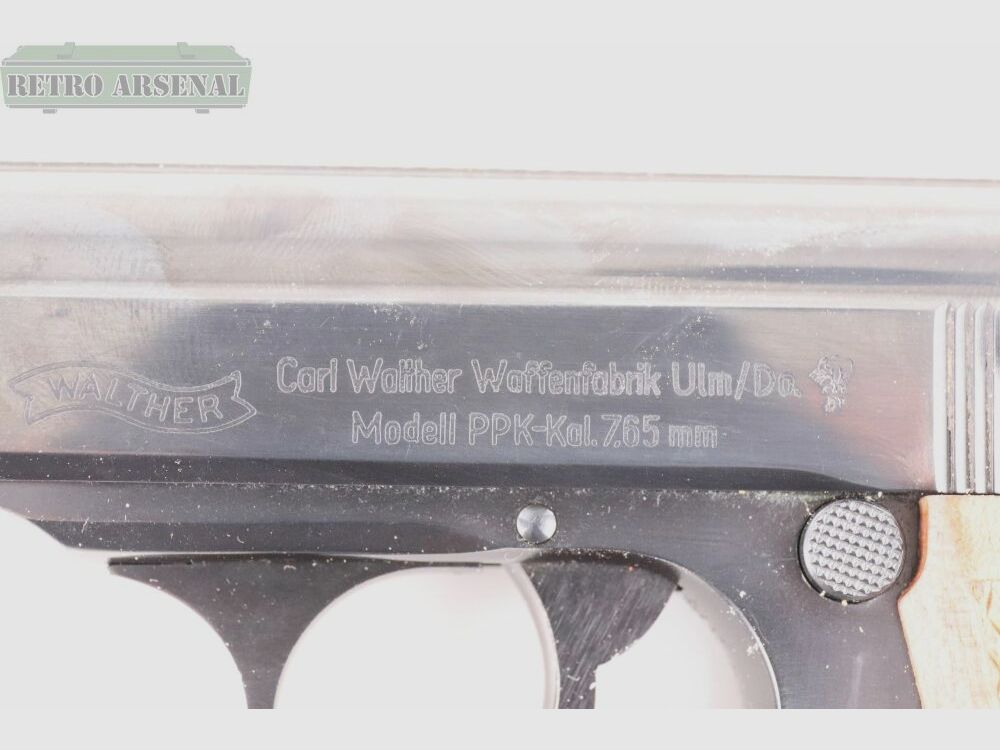 RETRO ARSENAL
WALTHER
Carl Walther Waffenfabrik Ulm/Do.
Modell PPK-Kal. 7.65 mm